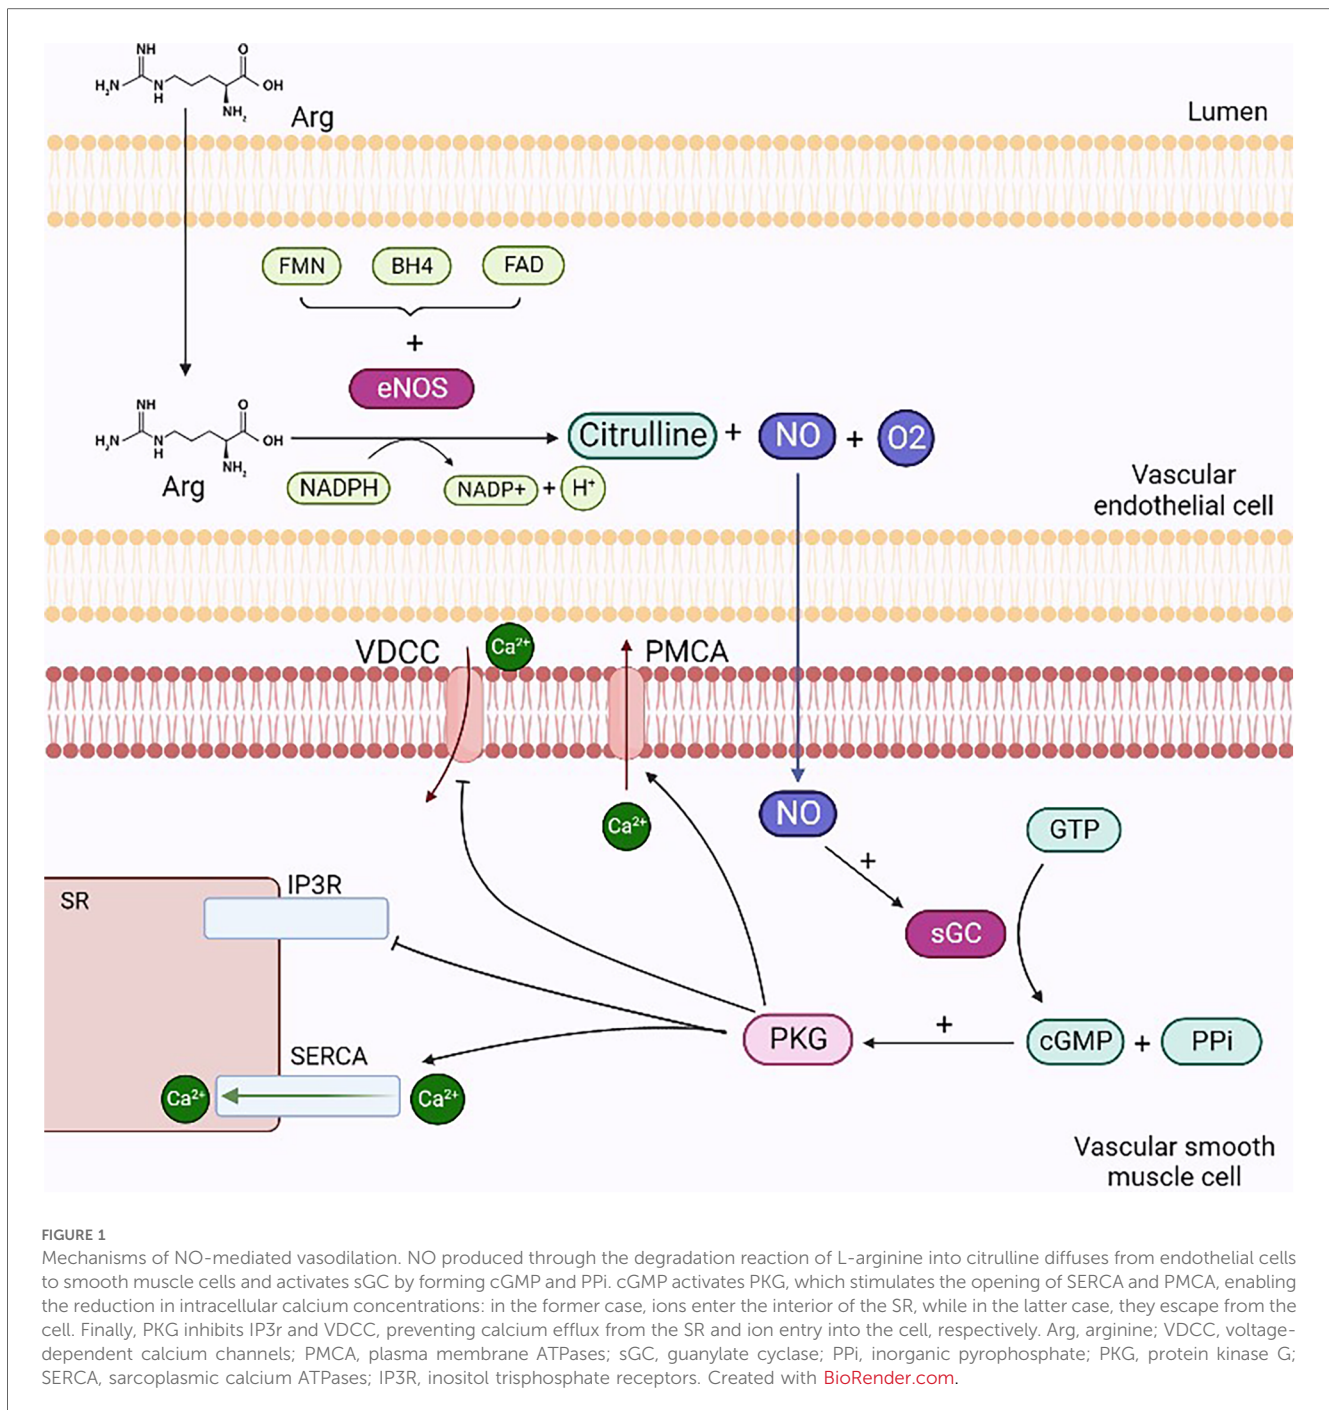 NH
O
H₂N
N
H
OH
NH₂
Arg
Lumen
FMN
BH4
FAD
+
eNOS
NH
O
H₂N
N
H
OH
NH₂
Arg
Citrulline + NO + O2
NADPH
NADP+ + H⁺
Vascular
endothelial cell
VDCC
Ca²⁺
PMCA
Ca²⁺
NO
+
GTP
sGC
SR
IP3R
PKG
+
cGMP + PPi
SERCA
Ca²⁺
Ca²⁺
Vascular smooth
muscle cell
FIGURE 1
Mechanisms of NO-mediated vasodilation. NO produced through the degradation reaction of L-arginine into citrulline diffuses from endothelial cells
to smooth muscle cells and activates sGC by forming cGMP and PPi. cGMP activates PKG, which stimulates the opening of SERCA and PMCA, enabling
the reduction in intracellular calcium concentrations: in the former case, ions enter the interior of the SR, while in the latter case, they escape from the
cell. Finally, PKG inhibits IP3r and VDCC, preventing calcium efflux from the SR and ion entry into the cell, respectively. Arg, arginine; VDCC, voltage-
dependent calcium channels; PMCA, plasma membrane ATPases; sGC, guanylate cyclase; PPi, inorganic pyrophosphate; PKG, protein kinase G;
SERCA, sarcoplasmic calcium ATPases; IP3R, inositol trisphosphate receptors. Created with BioRender.com.